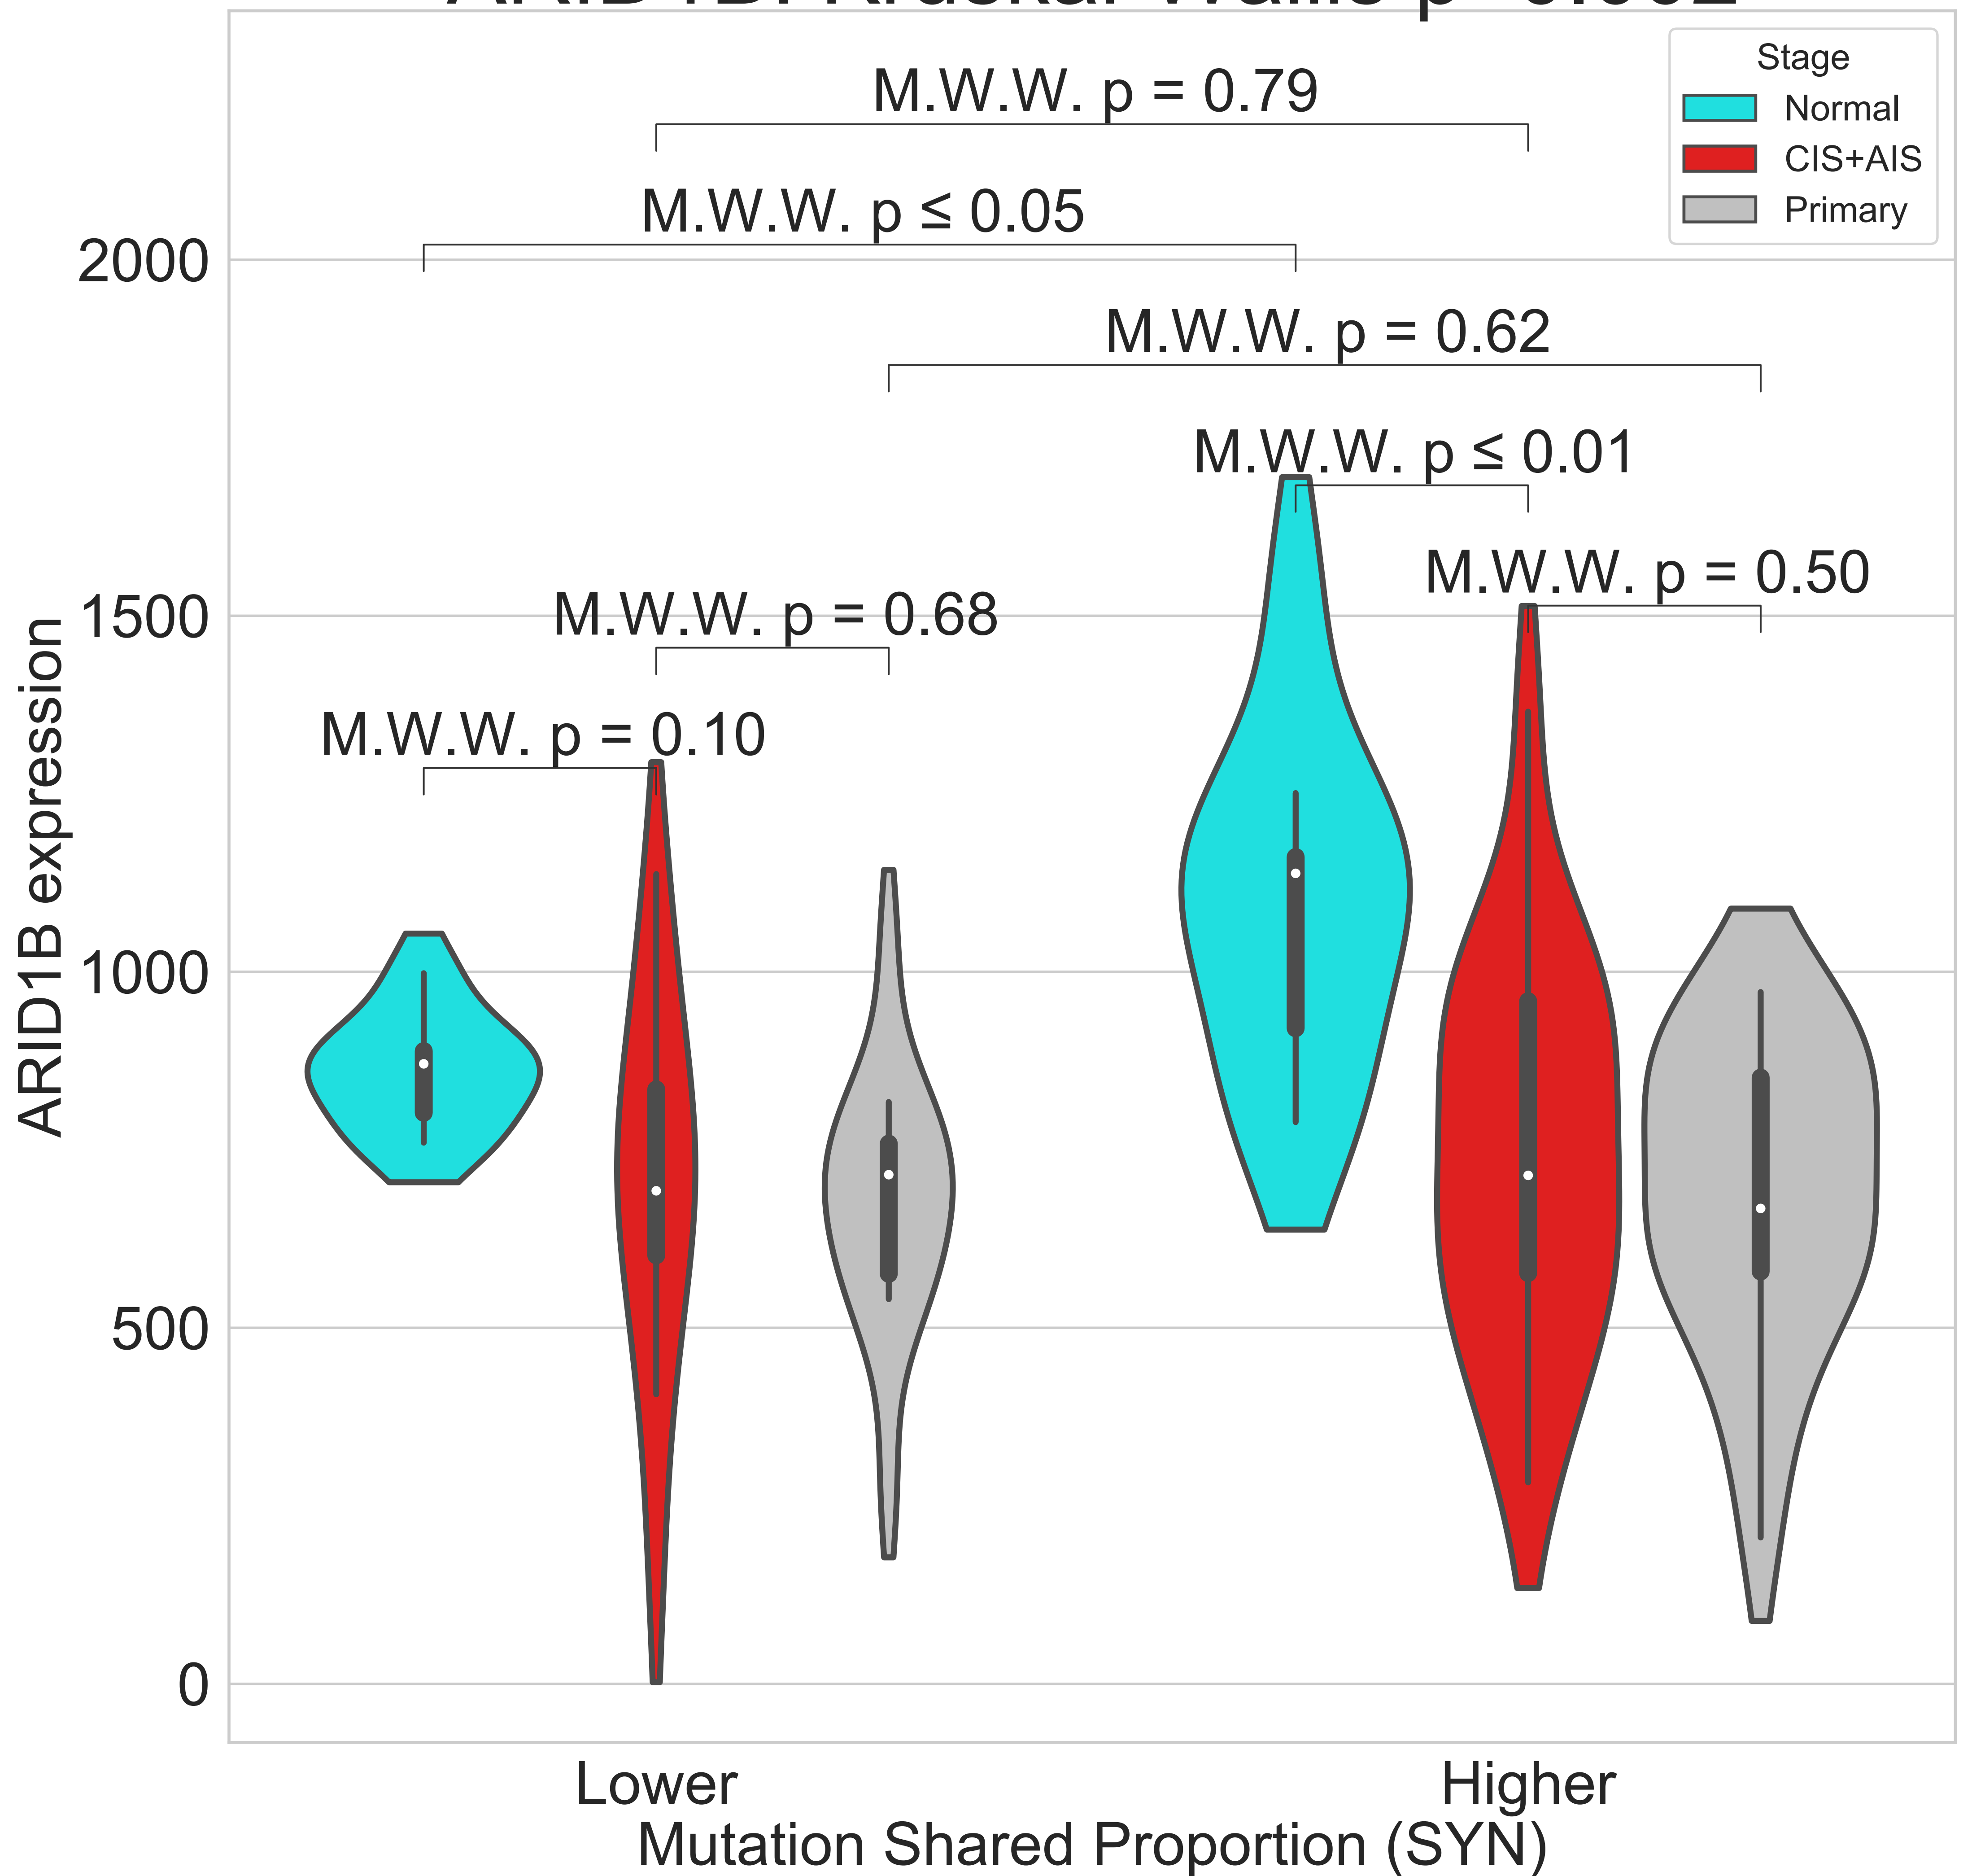 Stage
Normal
CIS+AIS
Primary
M.W.W. p = 0.79
M.W.W. p ≤ 0.05
M.W.W. p = 0.62
M.W.W. p ≤ 0.01
M.W.W. p = 0.50
M.W.W. p = 0.68
M.W.W. p = 0.10
2000
1500
1000
500
0
ARID1B expression
Lower
Higher
Mutation Shared Proportion (SYN)